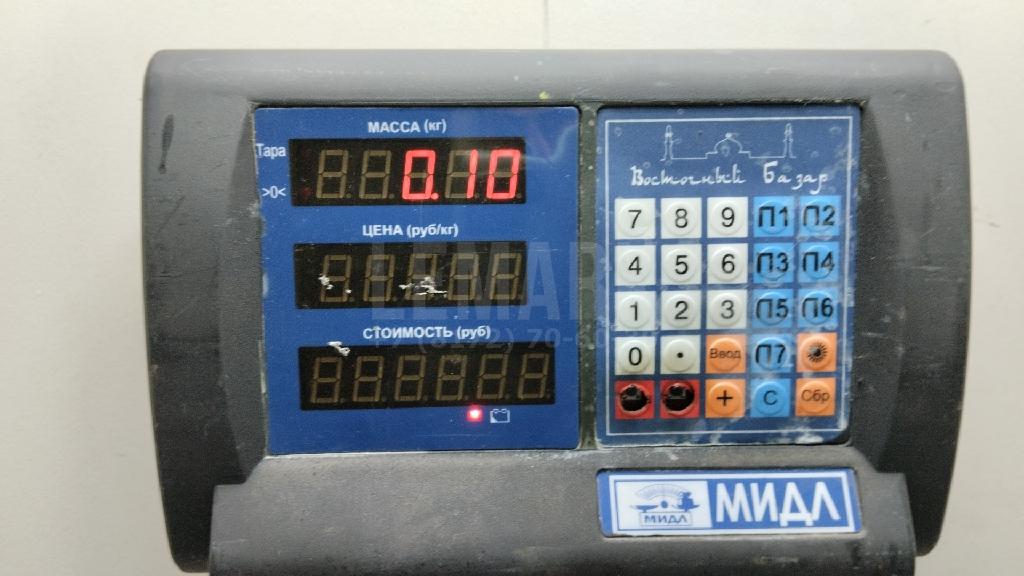 МАССА (кг)
Тара
0.10
>0<
ЦЕНА (руб/кг)
СТОИМОСТЬ (руб)
Восточный Базар
7 8 9 П1 П2
4 5 6 П3 П4
1 2 3 П5 П6
0 . Ввод П7
+ С Сбр
МИДЛ
МИДЛ
LEMAR